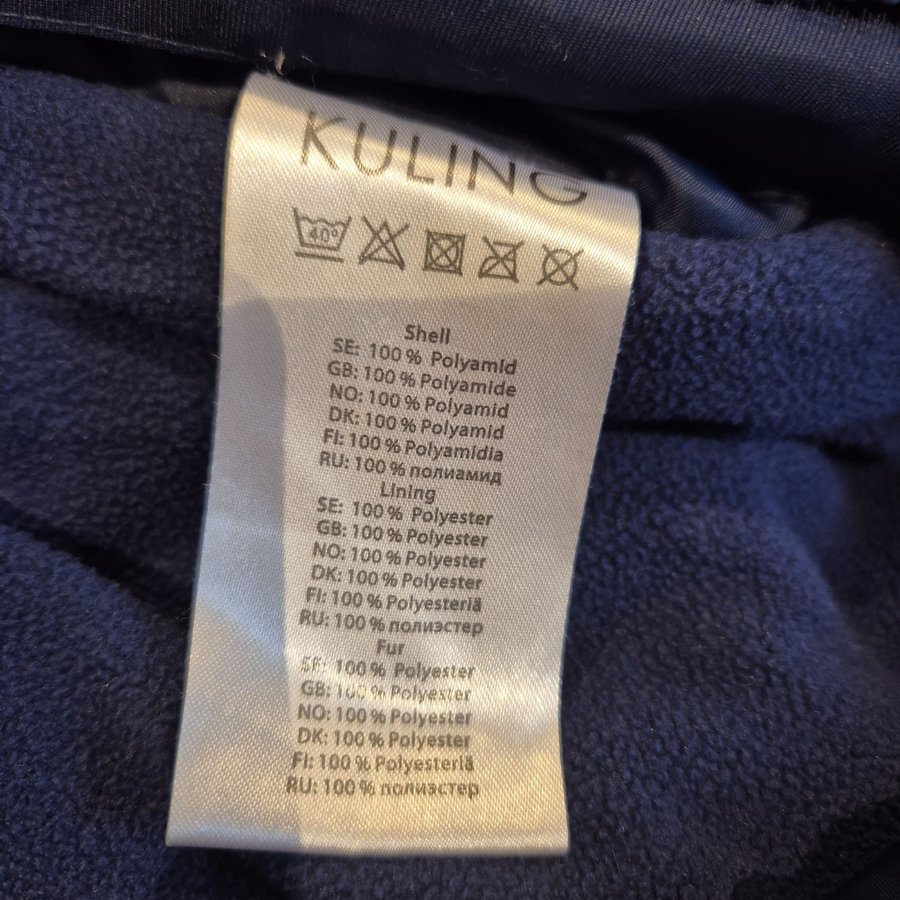 KULING
40°
Shell
SE: 100 % Polyamid
GB: 100 % Polyamide
NO: 100 % Polyamid
DK: 100 % Polyamid
FI: 100 % Polyamidia
RU: 100 % полиамид
Lining
SE: 100 % Polyester
GB: 100 % Polyester
NO: 100 % Polyester
DK: 100 % Polyester
FI: 100 % Polyesteriä
RU: 100 % полиэстер
Fur
SE: 100 % Polyester
GB: 100 % Polyester
NO: 100 % Polyester
DK: 100 % Polyester
FI: 100 % Polyesteriä
RU: 100 % полиэстер